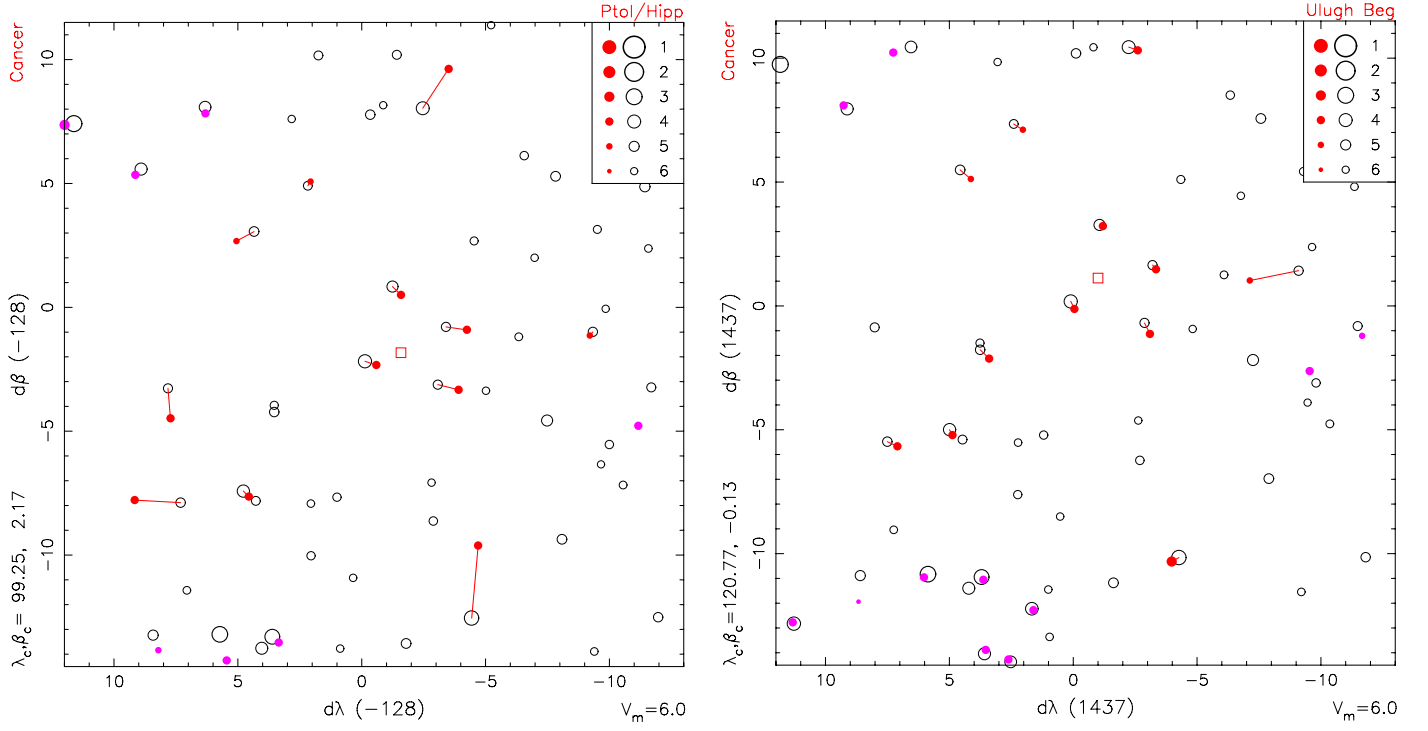 Ptol/Hipp
Cancer
1
2
3
4
5
6
10
5
0
−5
−10
dβ (−128)
λc,βc= 99.25, 2.17
10
5
0
−5
−10
dλ (−128)
Vm=6.0
Ulugh Beg
Cancer
1
2
3
4
5
6
10
5
0
−5
−10
dβ (1437)
λc,βc=120.77, −0.13
10
5
0
−5
−10
dλ (1437)
Vm=6.0